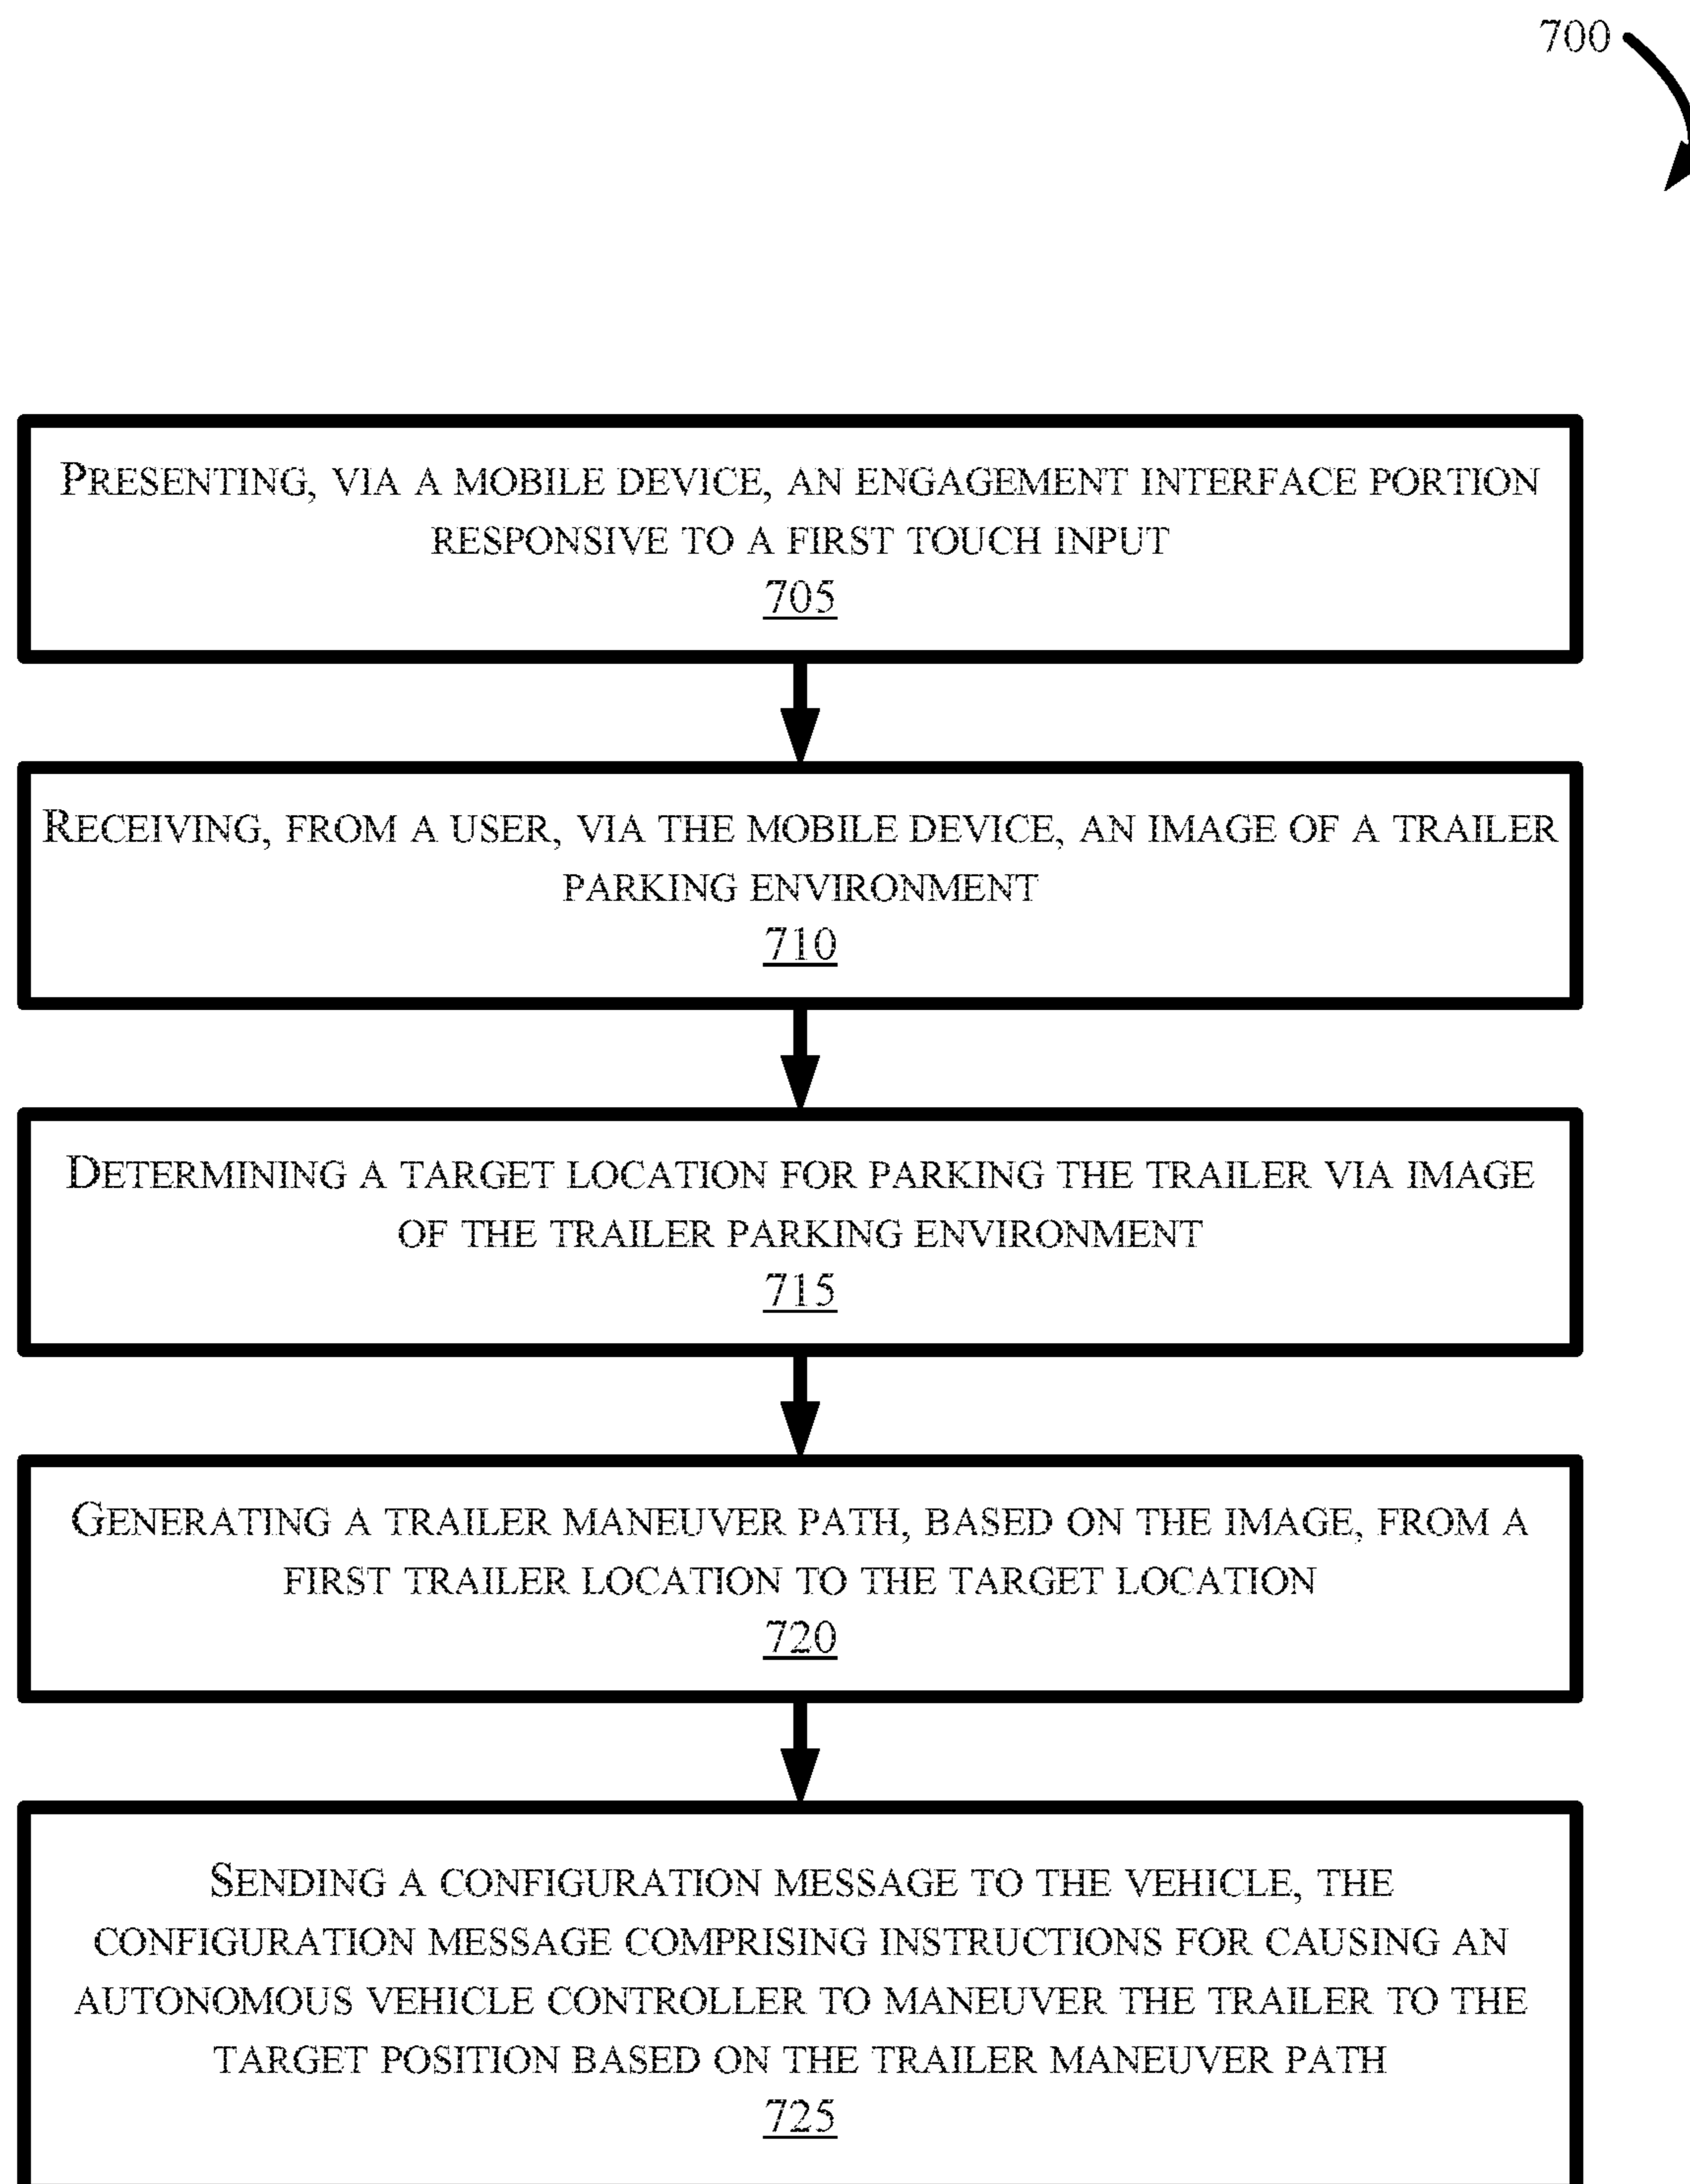 700
Presenting, via a mobile device, an engagement interface portion
responsive to a first touch input
705
Receiving, from a user, via the mobile device, an image of a trailer
parking environment
710
Determining a target location for parking the trailer via image
of the trailer parking environment
715
Generating a trailer maneuver path, based on the image, from a
first trailer location to the target location
720
Sending a configuration message to the vehicle, the
configuration message comprising instructions for causing an
autonomous vehicle controller to maneuver the trailer to the
target position based on the trailer maneuver path
725